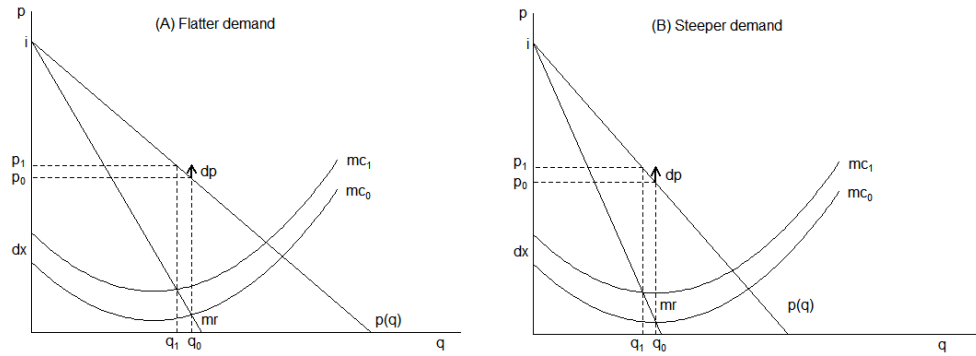 p
(A) Flatter demand
i
p1
dp
p0
mc1
mc0
dx
mr
p(q)
q1
q0
q
p
(B) Steeper demand
i
p1
dp
p0
mc1
mc0
dx
mr
p(q)
q1
q0
q